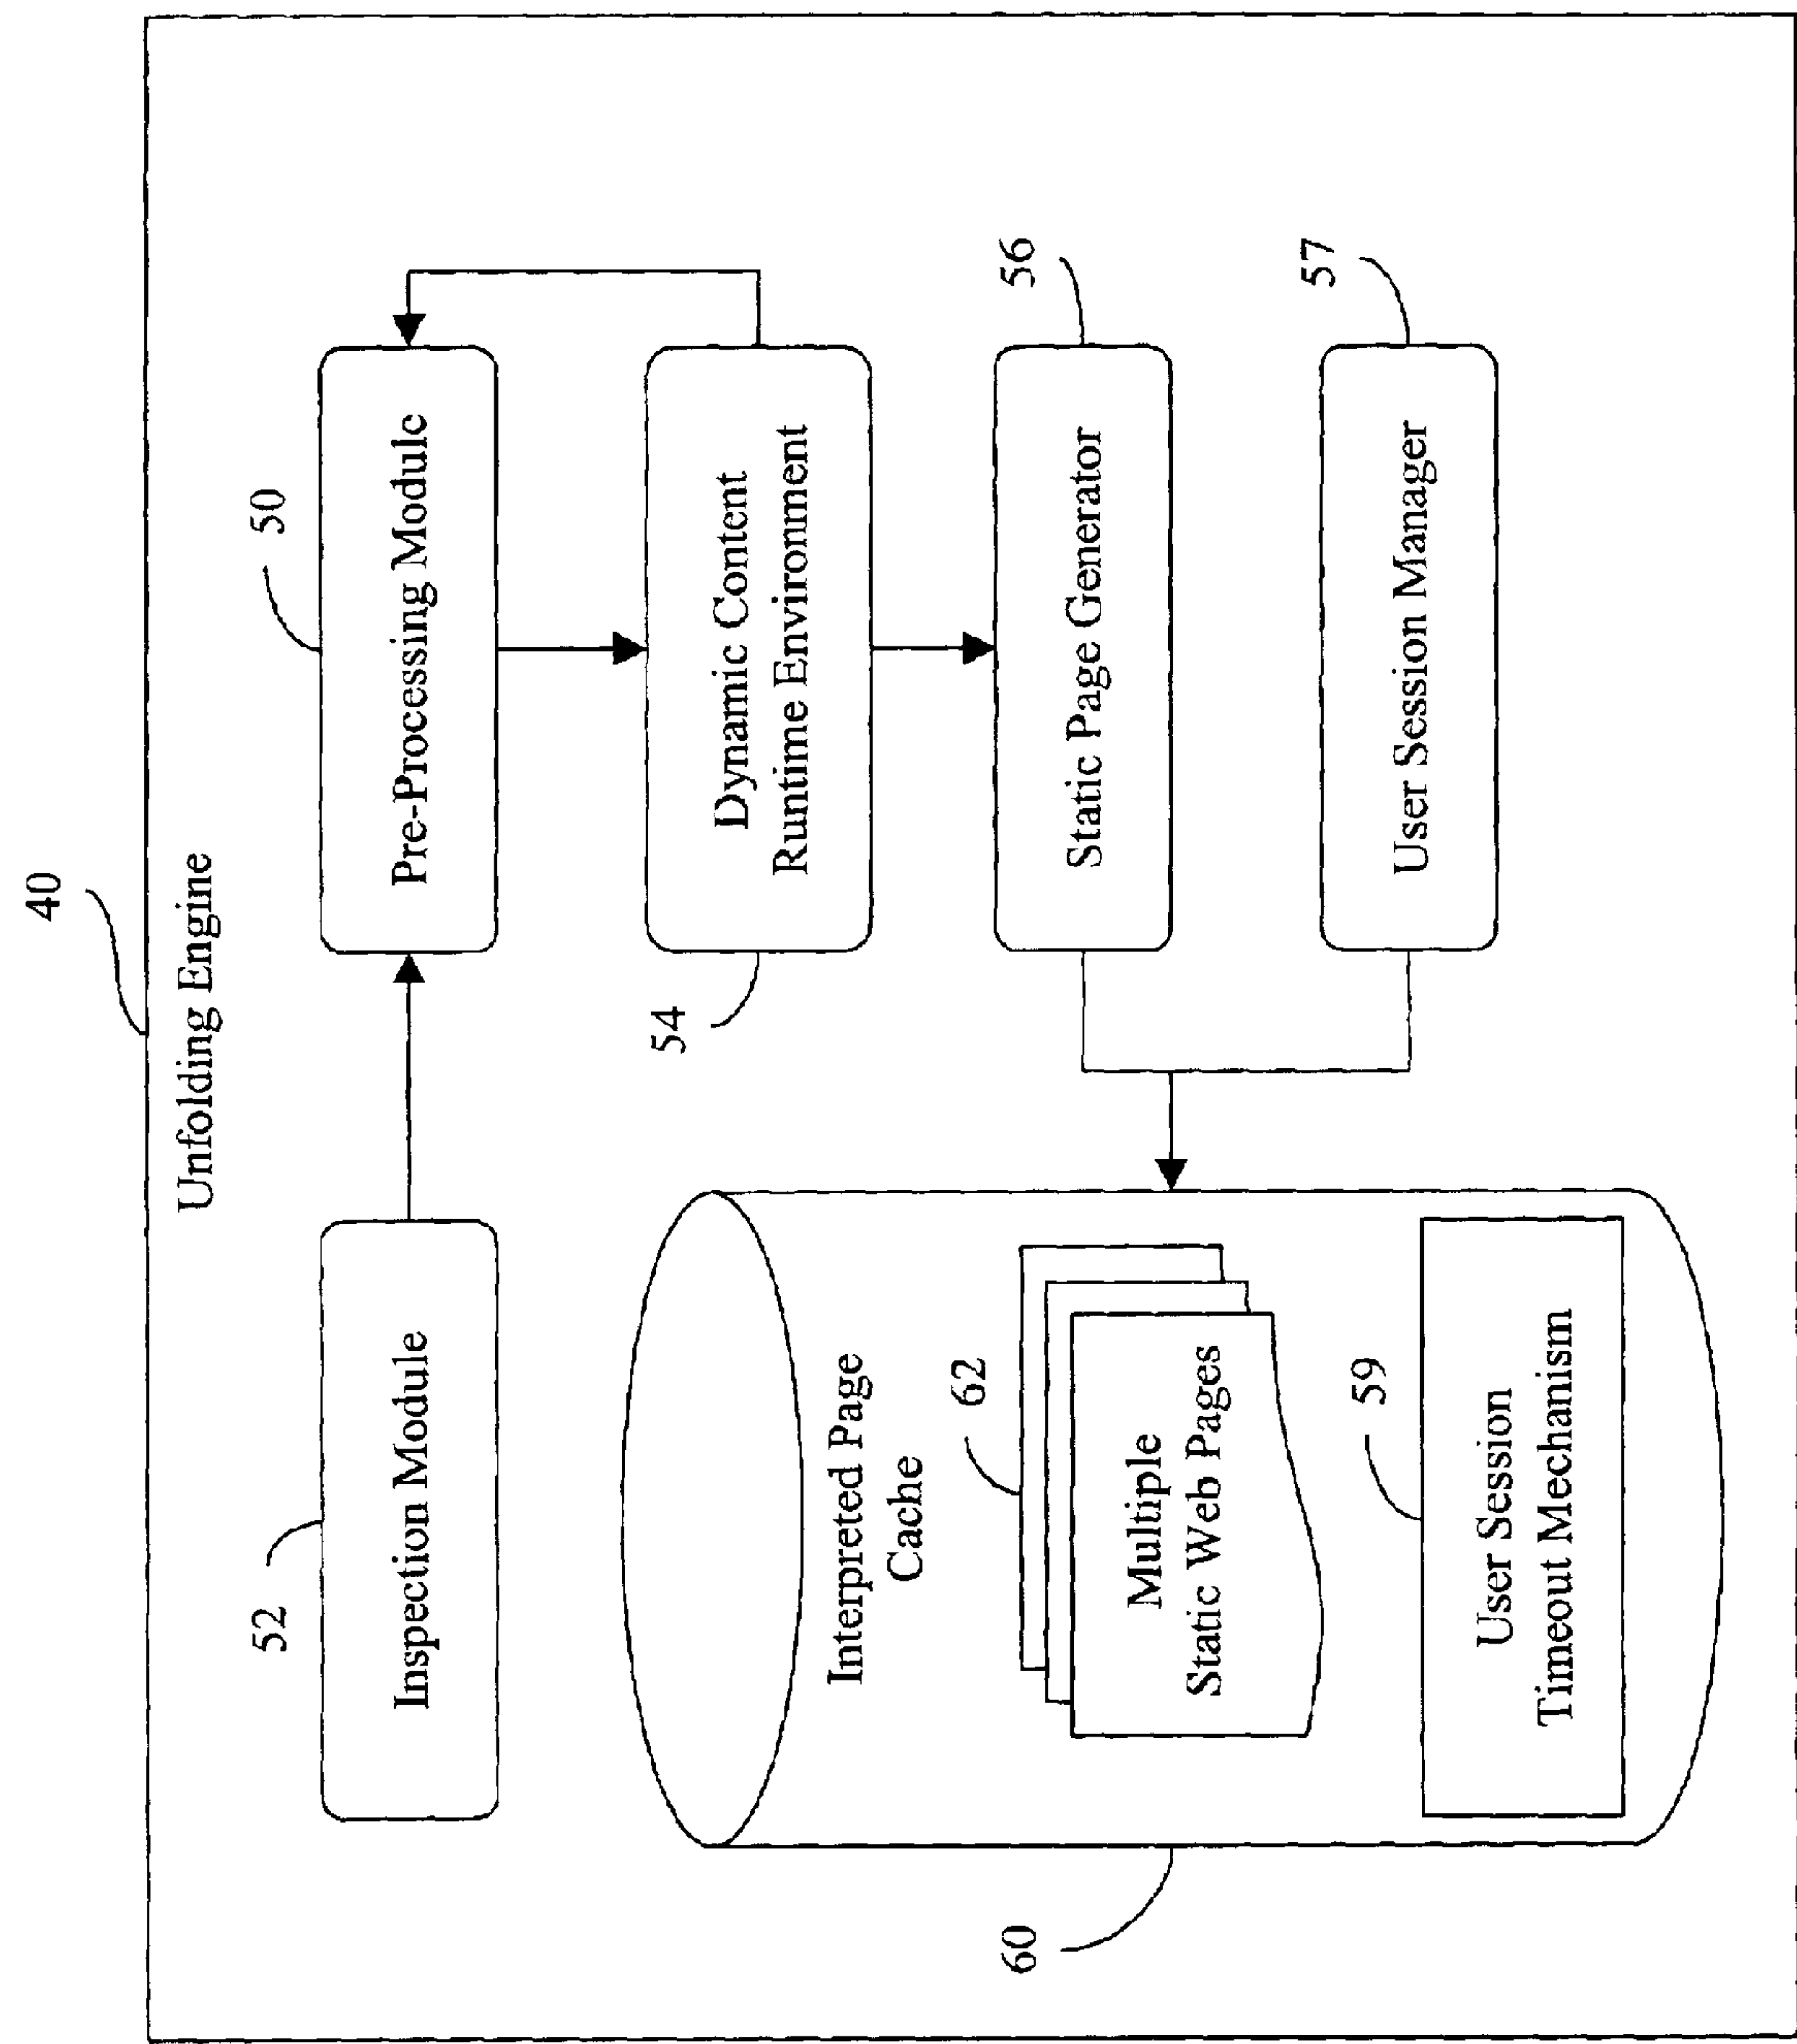 40
Unfolding Engine
52
Inspection Module
50
Pre-Processing Module
Interpreted Page
Cache
62
Multiple
Static Web Pages
59
User Session
Timeout Mechanism
60
54
Dynamic Content
Runtime Environment
56
Static Page Generator
57
User Session Manager